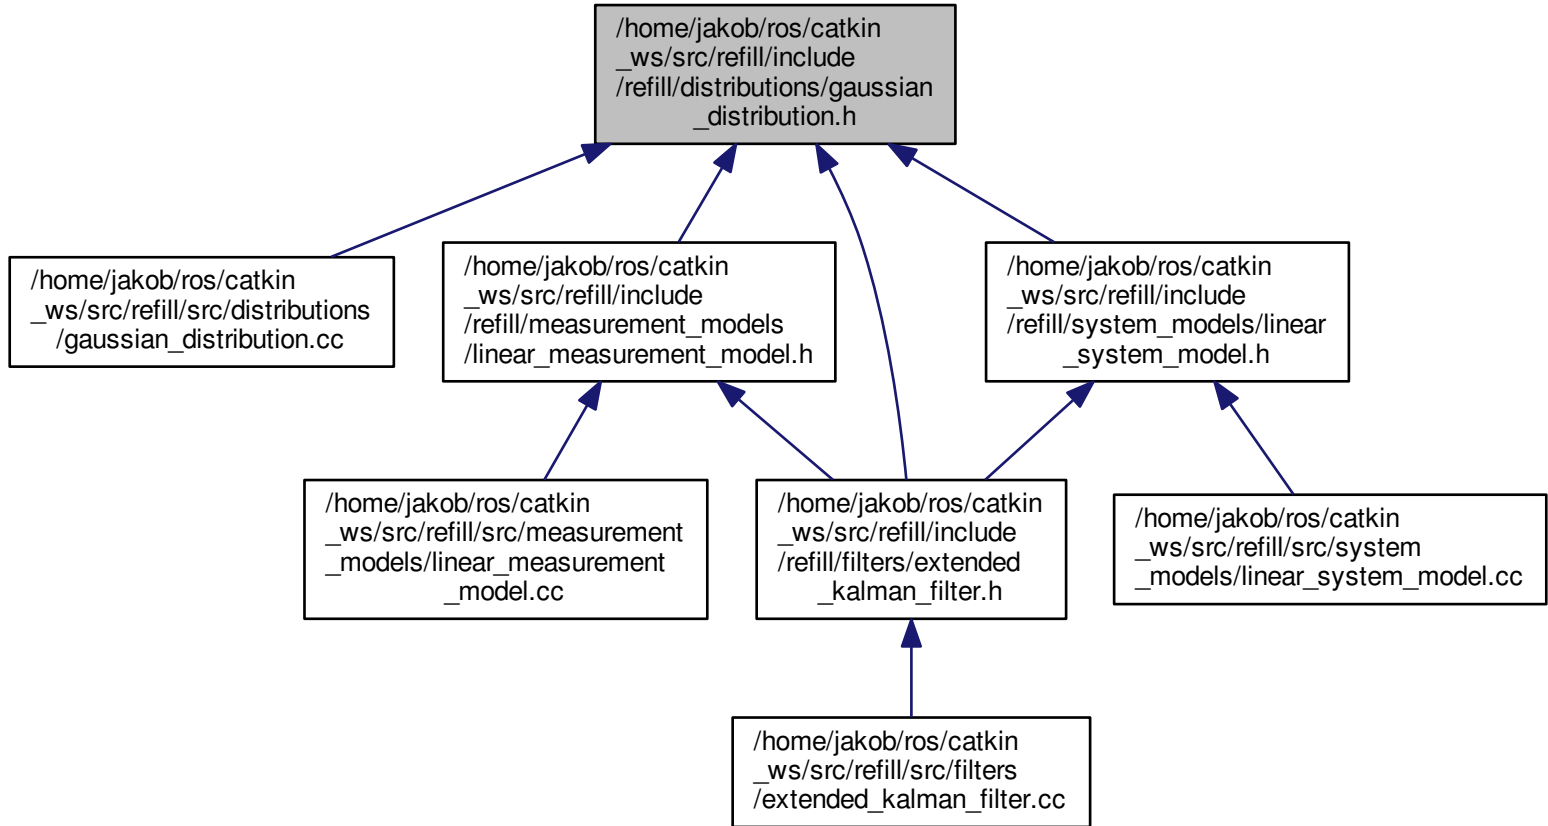 /home/jakob/ros/catkin
_ws/src/refill/include
/refill/distributions/gaussian
_distribution.h
/home/jakob/ros/catkin
_ws/src/refill/src/distributions
/gaussian_distribution.cc
/home/jakob/ros/catkin
_ws/src/refill/include
/refill/measurement_models
/linear_measurement_model.h
/home/jakob/ros/catkin
_ws/src/refill/include
/refill/system_models/linear
_system_model.h
/home/jakob/ros/catkin
_ws/src/refill/src/measurement
_models/linear_measurement
_model.cc
/home/jakob/ros/catkin
_ws/src/refill/include
/refill/filters/extended
_kalman_filter.h
/home/jakob/ros/catkin
_ws/src/refill/src/system
_models/linear_system_model.cc
/home/jakob/ros/catkin
_ws/src/refill/src/filters
/extended_kalman_filter.cc